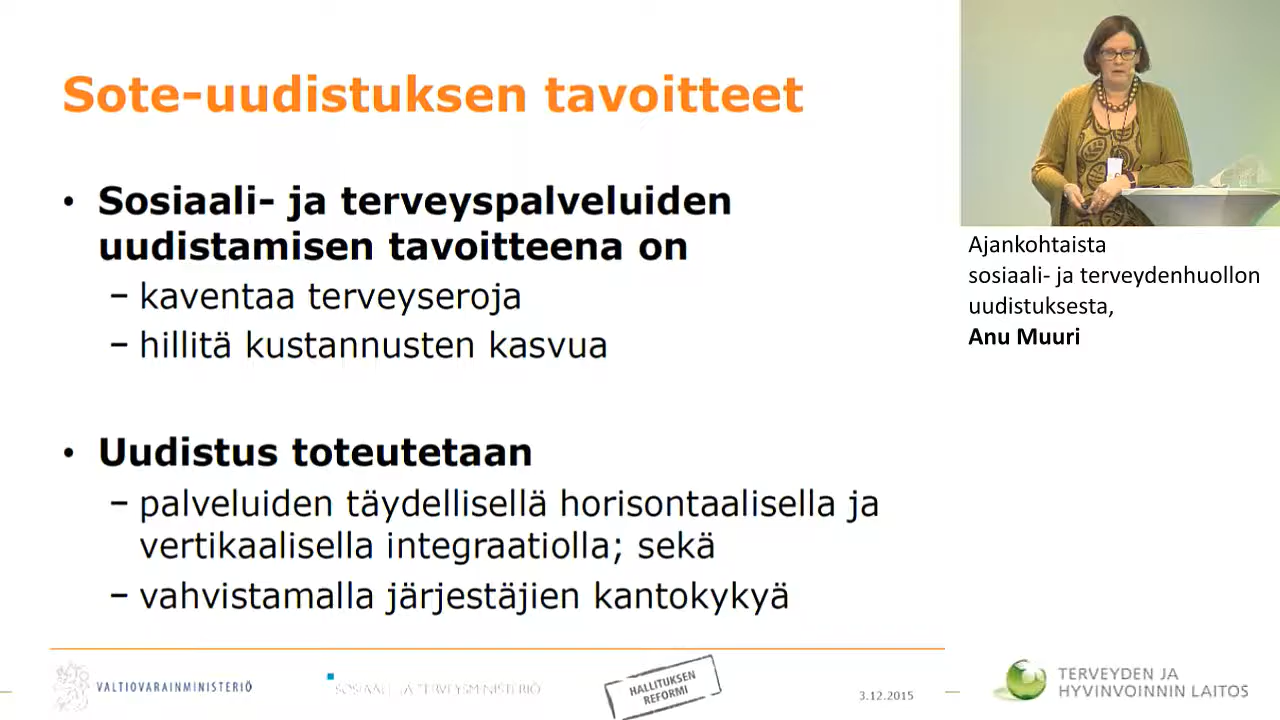 Sote-uudistuksen tavoitteet
• Sosiaali- ja terveyspalveluiden
uudistamisen tavoitteena on
– kaventaa terveyseroja
– hillitä kustannusten kasvua
• Uudistus toteutetaan
– palveluiden täydellisellä horisontaalisella ja
vertikaalisella integraatiolla; sekä
– vahvistamalla järjestäjien kantokykyä
VALTIOVARAINMINISTERIÖ
SOSIAALI- JA TERVEYSMINISTERIÖ
HALLITUKSEN
REFORMI
3.12.2015
Ajankohtaista
sosiaali- ja terveydenhuollon
uudistuksesta,
Anu Muuri
TERVEYDEN JA
HYVINVOINNIN LAITOS